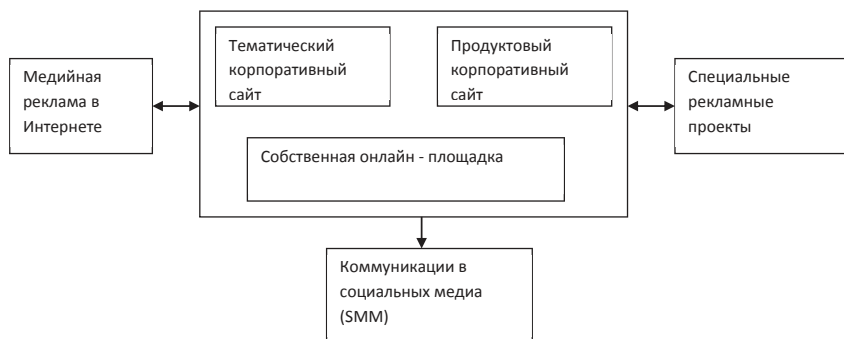 Тематический
корпоративный
сайт
Продуктовый
корпоративный
сайт
Медийная
реклама в
Интернете
Специальные
рекламные
проекты
Собственная онлайн - площадка
Коммуникации в
социальных медиа
(SMM)